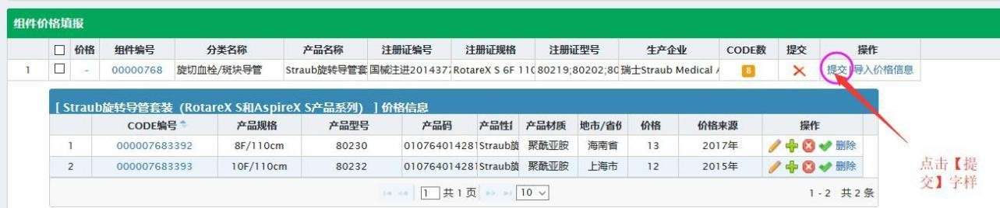 组件价格填报
价格 组件编号 分类名称 产品名称 注册证编号 注册证规格 注册证型号 生产企业 CODE数 提交 操作
1 - 00000768 旋切血栓/斑块导管 Straub旋转导管套 国械注进2014377 RotareX S 6F 110 80219;80202;80 瑞士Straub Medical A 8 提交 导入价格信息
[ Straub旋转导管套装（RotareX S和AspireX S产品系列） ] 价格信息
CODE编号 产品规格 产品型号 产品码 产品性 产品材质 地市/省份 价格 价格来源 操作
1 000007683392 8F/110cm 80230 010764014281 Straub旋 聚酰亚胺 海南省 13 2017年 删除
2 000007683393 10F/110cm 80232 010764014281 Straub旋 聚酰亚胺 上海市 12 2015年 删除
1 共 1 页 10 1 - 2 共 2 条
点击【提
交】字样